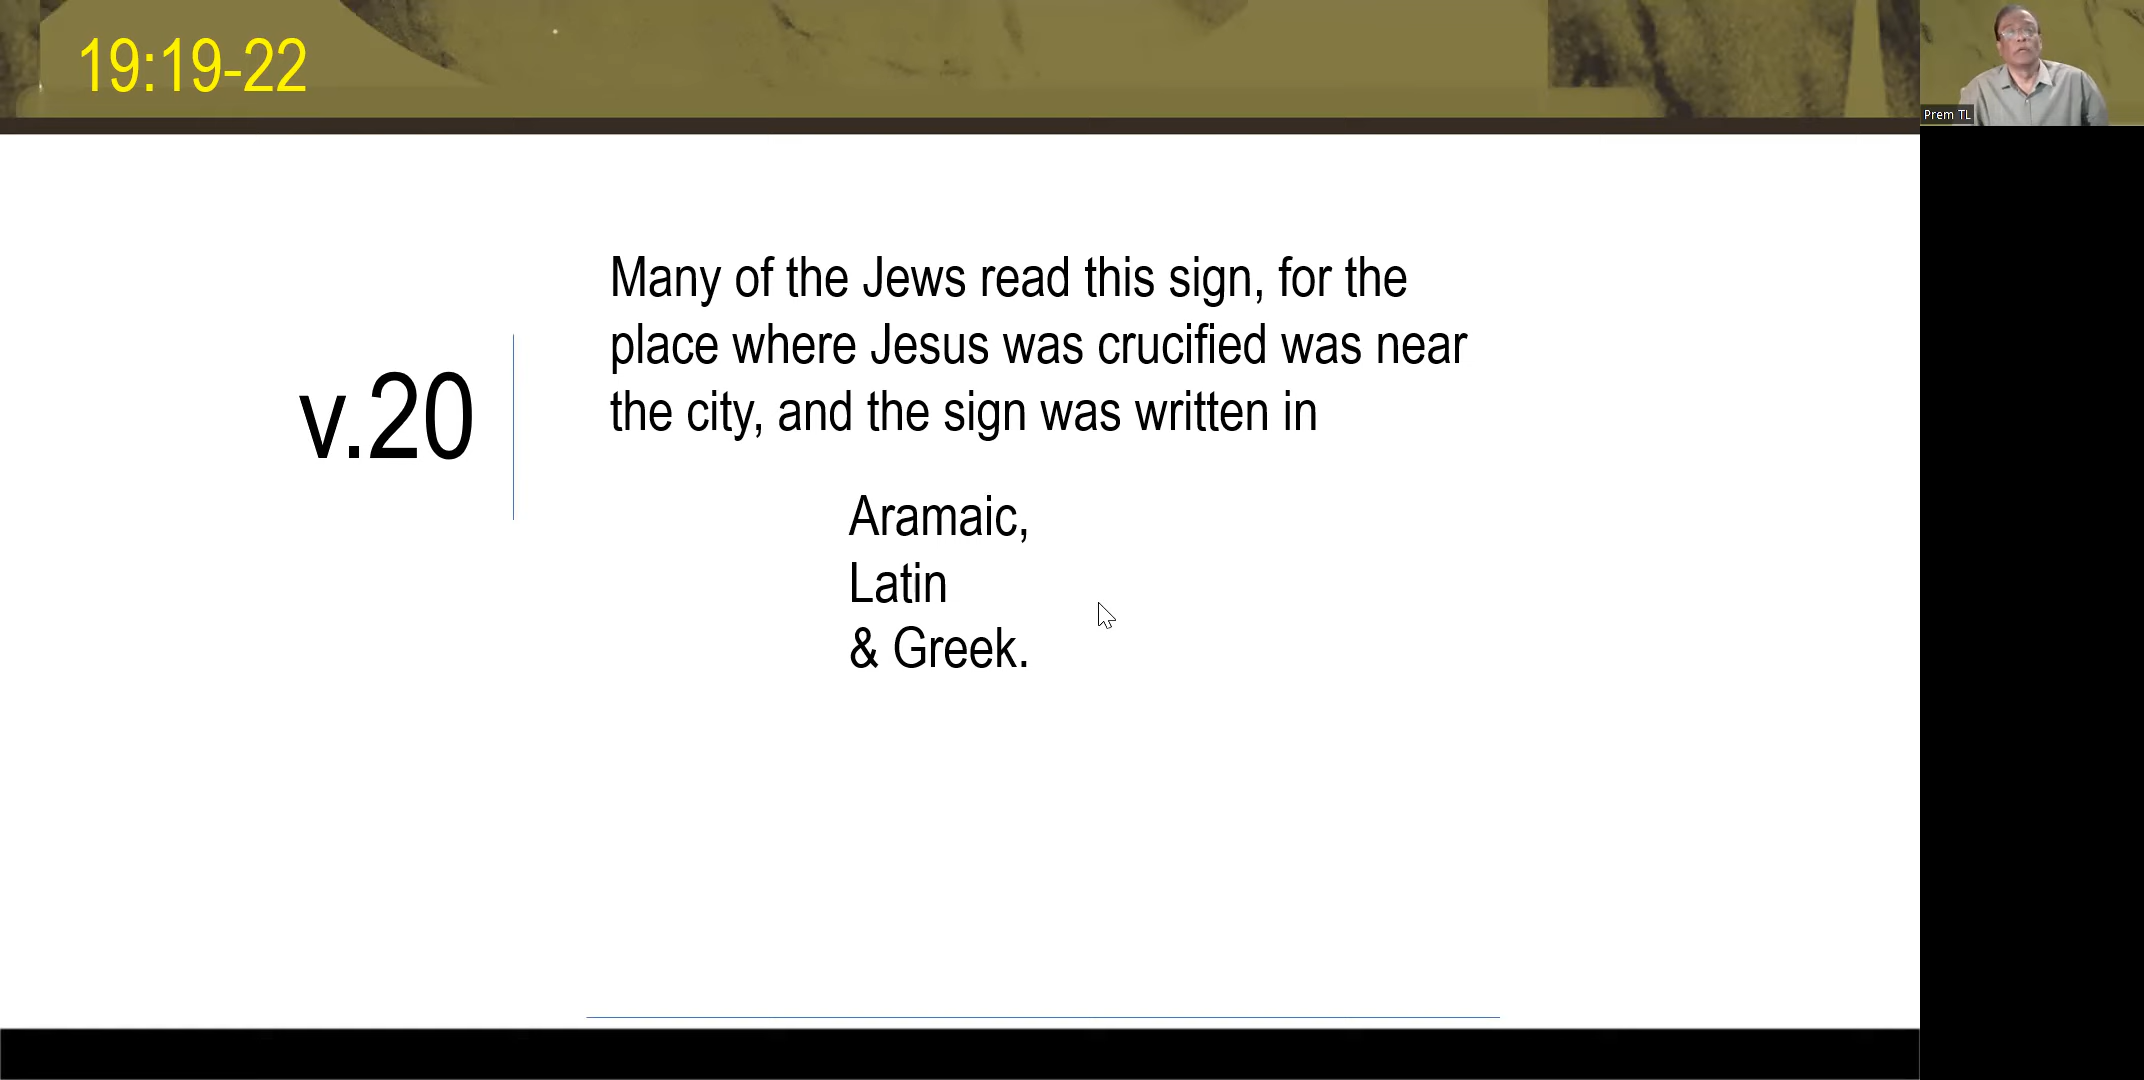 19:19-22
Prem TL
v.20
Many of the Jews read this sign, for the
place where Jesus was crucified was near
the city, and the sign was written in
Aramaic,
Latin
& Greek.